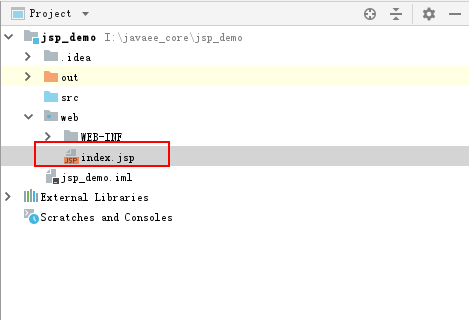 Project
jsp_demo I:\javaee_core\jsp_demo
.idea
out
src
web
WEB-INF
JSP index.jsp
jsp_demo.iml
External Libraries
Scratches and Consoles